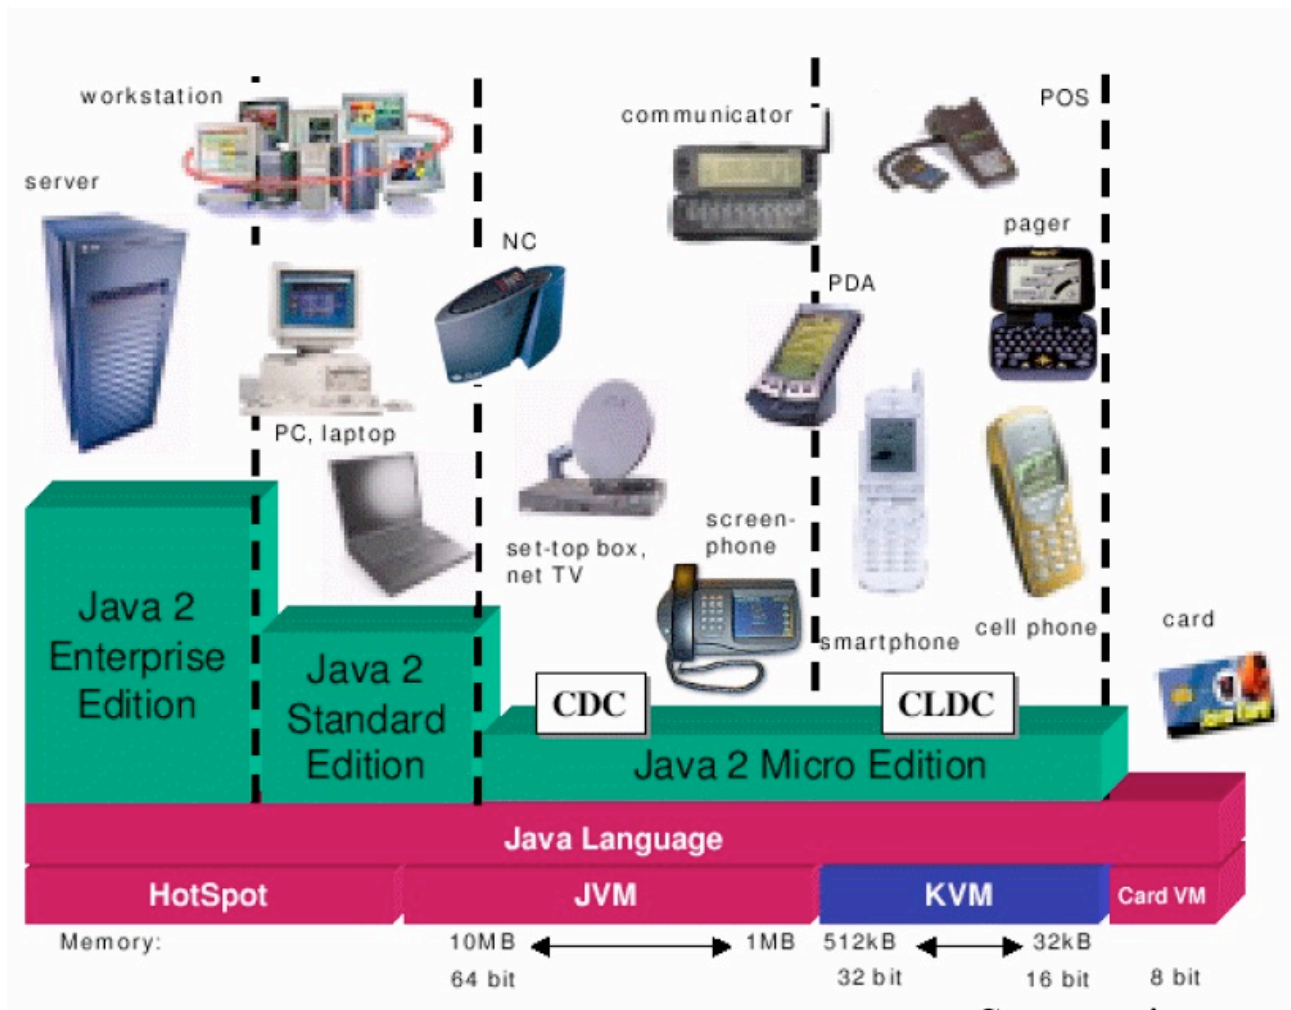 workstation
communicator
POS
server
pager
NC
PDA
PC, laptop
screen-
phone
set-top box,
net TV
smartphone
cell phone
card
Java 2
Enterprise
Edition
Java 2
Standard
Edition
CDC
CLDC
Java 2 Micro Edition
Java Language
HotSpot
JVM
KVM
Card VM
Memory:
10MB
1MB
512kB
32kB
64 bit
32 bit
16 bit
8 bit